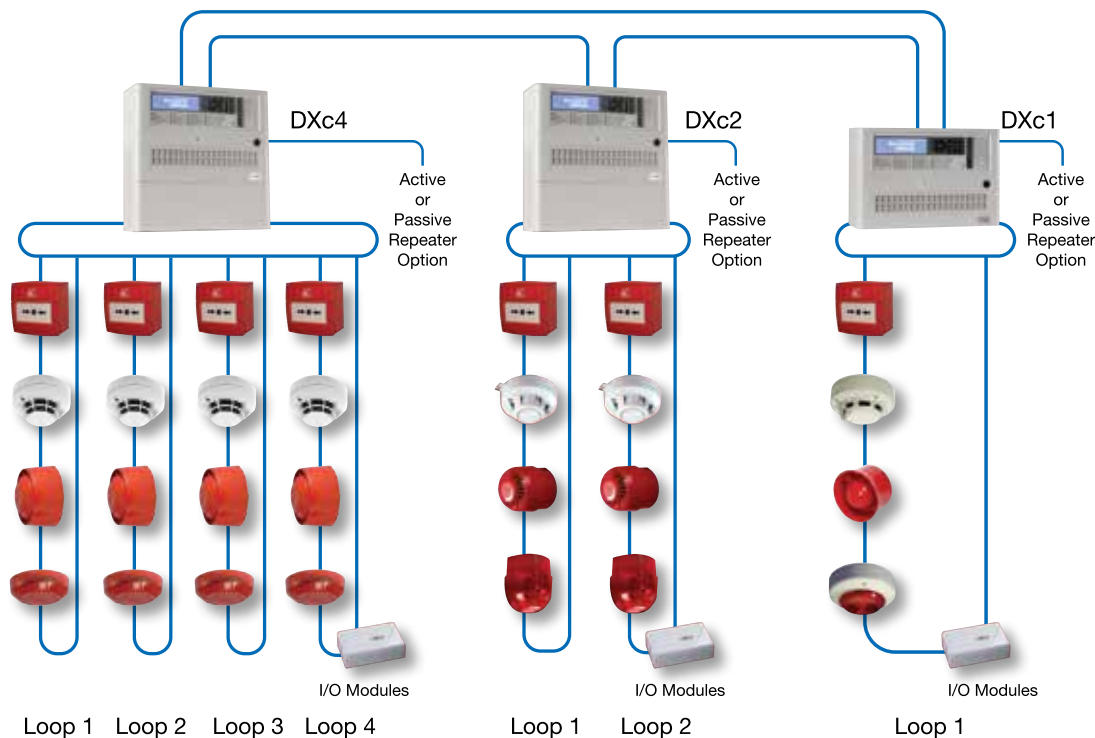 DXc4
DXc2
DXc1
Active
or
Passive
Repeater
Option
Active
or
Passive
Repeater
Option
Active
or
Passive
Repeater
Option
I/O Modules
I/O Modules
I/O Modules
Loop 1
Loop 2
Loop 3
Loop 4
Loop 1
Loop 2
Loop 1